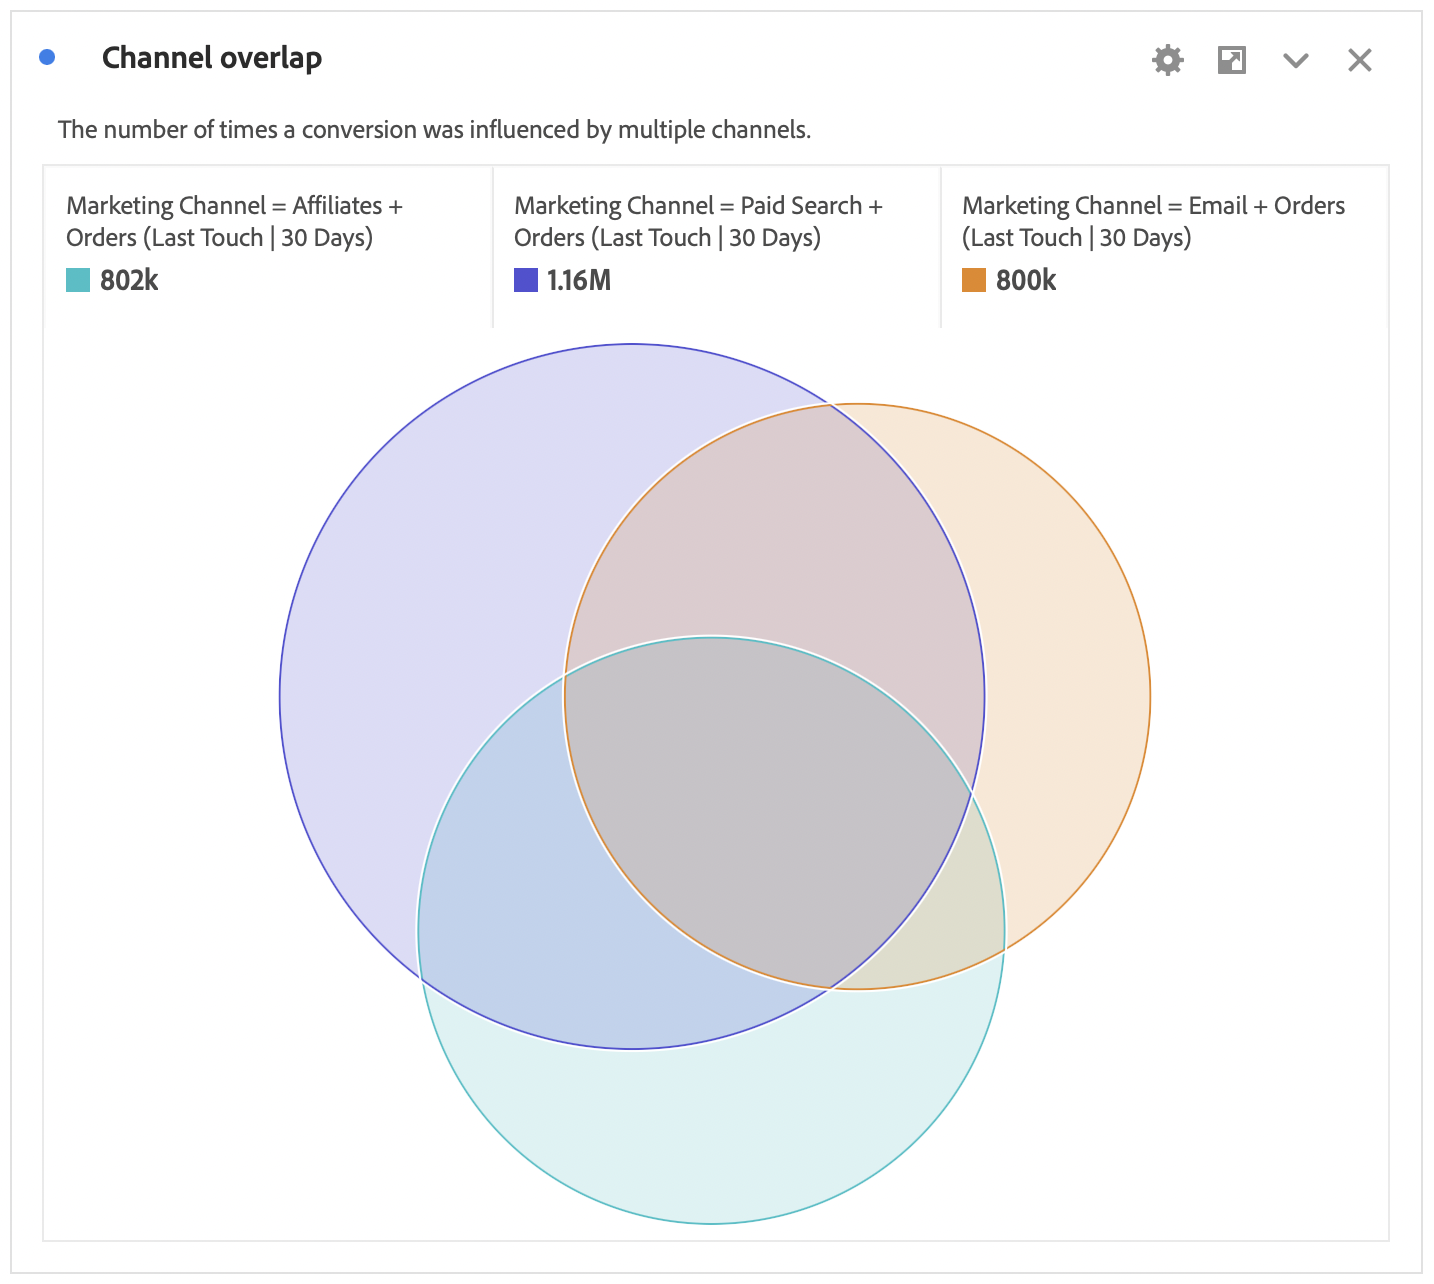 Channel overlap
The number of times a conversion was influenced by multiple channels.
Marketing Channel = Affiliates +
Orders (Last Touch | 30 Days)
802k
Marketing Channel = Paid Search +
Orders (Last Touch | 30 Days)
1.16M
Marketing Channel = Email + Orders
(Last Touch | 30 Days)
800k